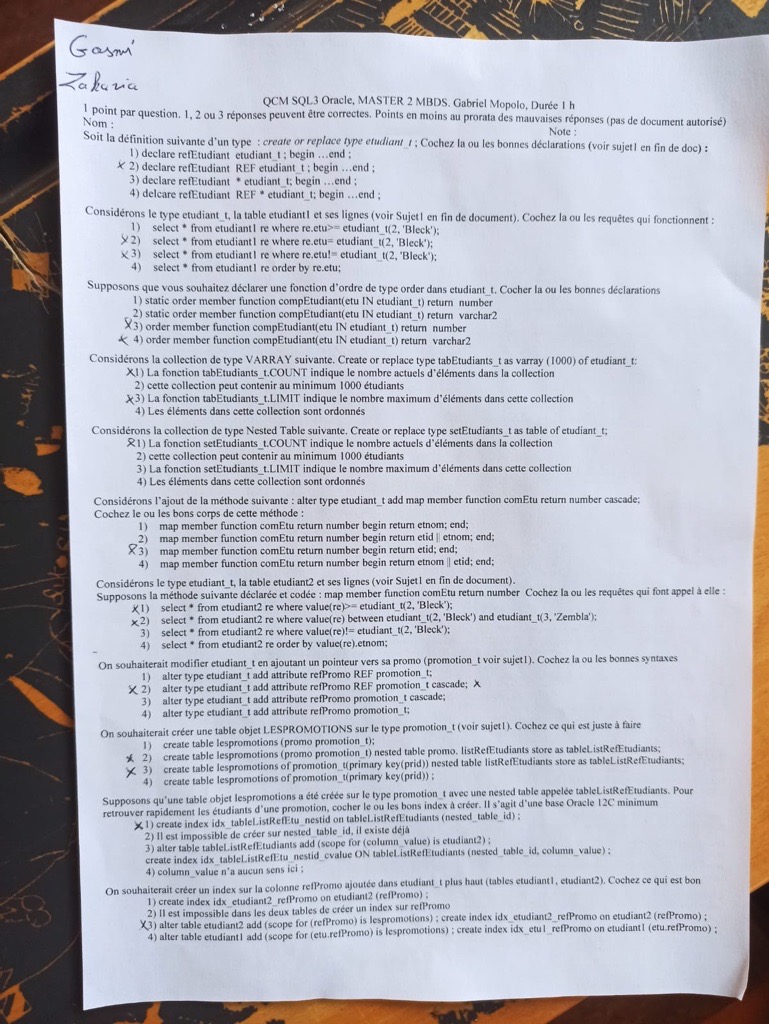 Gasmi
Zakaria
QCM SQL3 Oracle, MASTER 2 MBDS. Gabriel Mopolo, Durée 1 h
1 point par question. 1, 2 ou 3 réponses peuvent être correctes. Points en moins au prorata des mauvaises réponses (pas de document autorisé)
Nom : Note :
Soit la définition suivante d'un type : create or replace type etudiant_t ; Cochez la ou les bonnes déclarations (voir sujet1 en fin de doc) :
1) declare refEtudiant etudiant_t ; begin …end ;
x 2) declare refEtudiant REF etudiant_t ; begin …end ;
3) declare refEtudiant * etudiant_t; begin …end ;
4) delcare refEtudiant REF * etudiant_t; begin …end ;
Considérons le type etudiant_t, la table etudiant1 et ses lignes (voir Sujet1 en fin de document). Cochez la ou les requêtes qui fonctionnent :
1) select * from etudiant1 re where re.etu>= etudiant_t(2, 'Bleck');
x 2) select * from etudiant1 re where re.etu= etudiant_t(2, 'Bleck');
x 3) select * from etudiant1 re where re.etu!= etudiant_t(2, 'Bleck');
4) select * from etudiant1 re order by re.etu;
Supposons que vous souhaitez déclarer une fonction d'ordre de type order dans etudiant_t. Cocher la ou les bonnes déclarations
1) static order member function compEtudiant(etu IN etudiant_t) return number
2) static order member function compEtudiant(etu IN etudiant_t) return varchar2
x 3) order member function compEtudiant(etu IN etudiant_t) return number
x 4) order member function compEtudiant(etu IN etudiant_t) return varchar2
Considérons la collection de type VARRAY suivante. Create or replace type tabEtudiants_t as varray (1000) of etudiant_t:
x 1) La fonction tabEtudiants_t.COUNT indique le nombre actuels d'éléments dans la collection
2) cette collection peut contenir au minimum 1000 étudiants
x 3) La fonction tabEtudiants_t.LIMIT indique le nombre maximum d'éléments dans cette collection
4) Les éléments dans cette collection sont ordonnés
Considérons la collection de type Nested Table suivante. Create or replace type setEtudiants_t as table of etudiant_t;
x 1) La fonction setEtudiants_t.COUNT indique le nombre actuels d'éléments dans la collection
2) cette collection peut contenir au minimum 1000 étudiants
3) La fonction setEtudiants_t.LIMIT indique le nombre maximum d'éléments dans cette collection
4) Les éléments dans cette collection sont ordonnés
Considérons l'ajout de la méthode suivante : alter type etudiant_t add map member function comEtu return number cascade;
Cochez le ou les bons corps de cette méthode :
1) map member function comEtu return number begin return etnom; end;
2) map member function comEtu return number begin return etid || etnom; end;
x 3) map member function comEtu return number begin return etid; end;
4) map member function comEtu return number begin return etnom || etid; end;
Considérons le type etudiant_t, la table etudiant2 et ses lignes (voir Sujet1 en fin de document).
Supposons la méthode suivante déclarée et codée : map member function comEtu return number Cochez la ou les requêtes qui font appel à elle :
x 1) select * from etudiant2 re where value(re)>= etudiant_t(2, 'Bleck');
x 2) select * from etudiant2 re where value(re) between etudiant_t(2, 'Bleck') and etudiant_t(3, 'Zembla');
3) select * from etudiant2 re where value(re)!= etudiant_t(2, 'Bleck');
4) select * from etudiant2 re order by value(re).etnom;
On souhaiterait modifier etudiant_t en ajoutant un pointeur vers sa promo (promotion_t voir sujet1). Cochez la ou les bonnes syntaxes
1) alter type etudiant_t add attribute refPromo REF promotion_t;
x 2) alter type etudiant_t add attribute refPromo REF promotion_t cascade; x
3) alter type etudiant_t add attribute refPromo promotion_t cascade;
4) alter type etudiant_t add attribute refPromo promotion_t;
On souhaiterait créer une table objet LESPROMOTIONS sur le type promotion_t (voir sujet1). Cochez ce qui est juste à faire
1) create table lespromotions (promo promotion_t);
x 2) create table lespromotions (promo promotion_t) nested table promo. listRefEtudiants store as tableListRefEtudiants;
x 3) create table lespromotions of promotion_t(primary key(prid)) nested table listRefEtudiants store as tableListRefEtudiants;
4) create table lespromotions of promotion_t(primary key(prid)) ;
Supposons qu'une table objet lespromotions a été créée sur le type promotion_t avec une nested table appelée tableListRefEtudiants. Pour
retrouver rapidement les étudiants d'une promotion, cocher le ou les bons index à créer. Il s'agit d'une base Oracle 12C minimum
x 1) create index idx_tableListRefEtu_nestid on tableListRefEtudiants (nested_table_id) ;
2) Il est impossible de créer sur nested_table_id, il existe déjà
3) alter table tableListRefEtudiants add (scope for (column_value) is etudiant2) ;
create index idx_tableListRefEtu_nestid_cvalue ON tableListRefEtudiants (nested_table_id, column_value) ;
4) column_value n'a aucun sens ici ;
On souhaiterait créer un index sur la colonne refPromo ajoutée dans etudiant_t plus haut (tables etudiant1, etudiant2). Cochez ce qui est bon
1) create index idx_etudiant2_refPromo on etudiant2 (refPromo) ;
2) Il est impossible dans les deux tables de créer un index sur refPromo
x 3) alter table etudiant2 add (scope for (refPromo) is lespromotions) ; create index idx_etudiant2_refPromo on etudiant2 (refPromo) ;
4) alter table etudiant1 add (scope for (etu.refPromo) is lespromotions) ; create index idx_etu1_refPromo on etudiant1 (etu.refPromo) ;